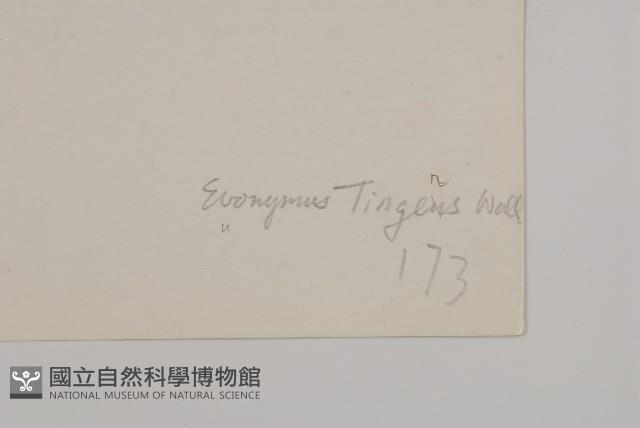 n
Evonymus Tingens Wall.
u
173
國立自然科學博物館
NATIONAL MUSEUM OF NATURAL SCIENCE